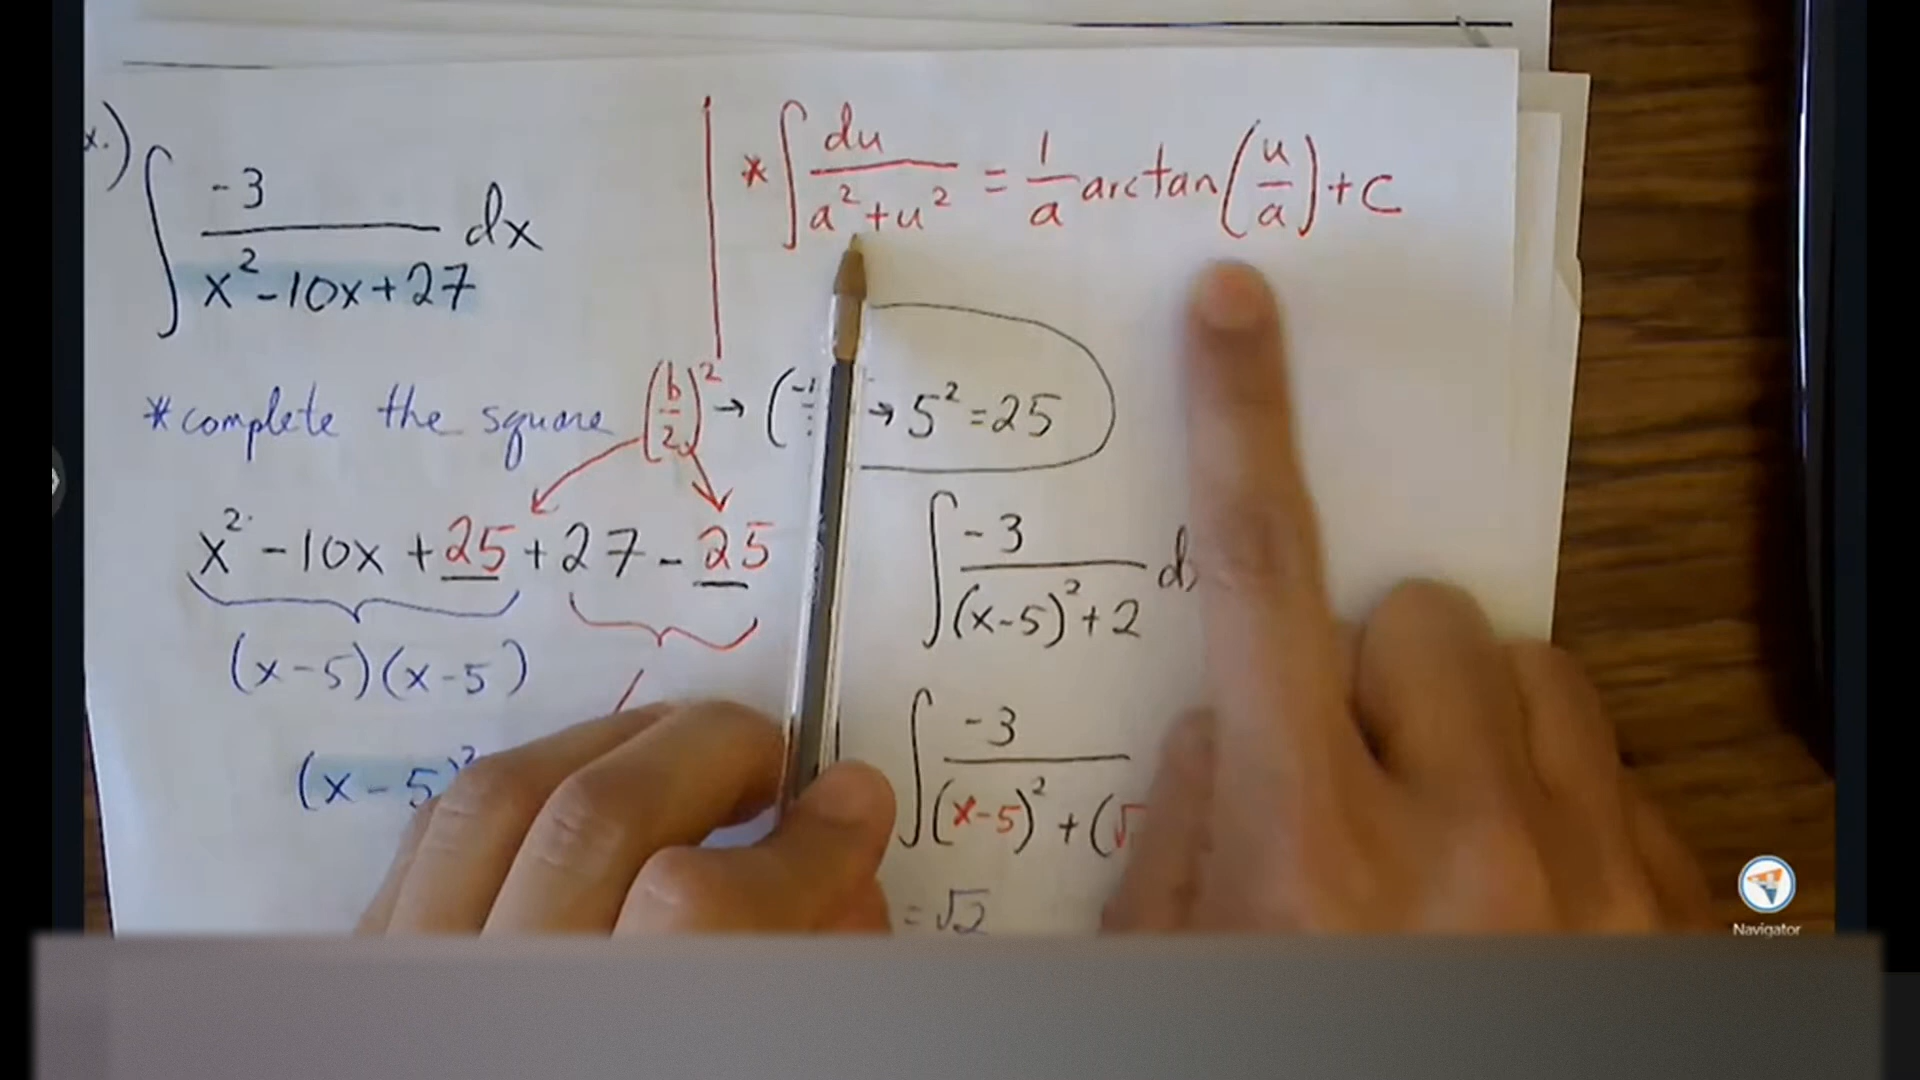 x.)
∫ -3 / x² - 10x + 27 dx
* ∫ du / a² + u² = 1/a arctan (u/a) + C
* complete the square (b/2)² → → 5² = 25
x² - 10x + 25 + 27 - 25
(x - 5)(x - 5)
(x - 5)²
∫ -3 / (x - 5)² + 2
∫ -3 / (x - 5)² + (√
= √2
Navigator